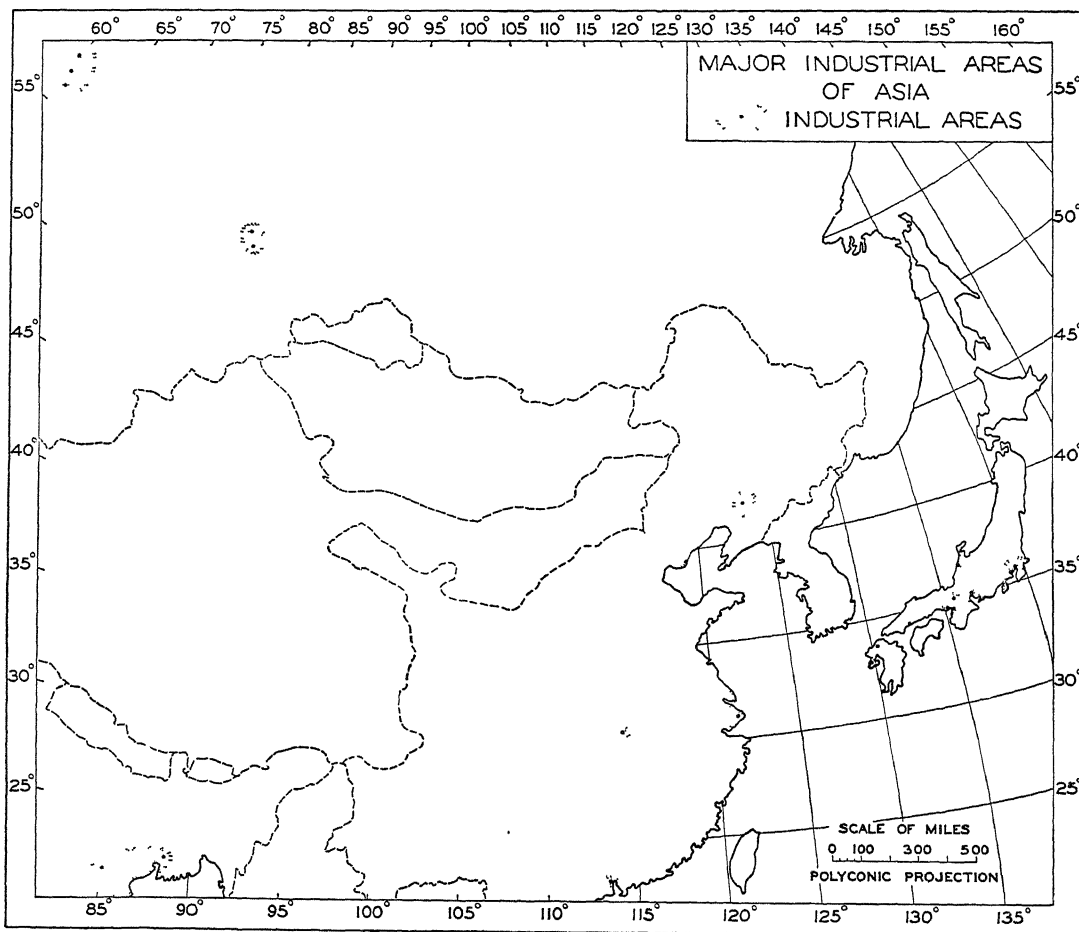 60° 65° 70° 75° 80° 85° 90° 95° 100° 105° 110° 115° 120° 125° 130° 135° 140° 145° 150° 155° 160°
MAJOR INDUSTRIAL AREAS
OF ASIA
INDUSTRIAL AREAS
55° 55°
50° 50°
45° 45°
40° 40°
35° 35°
30° 30°
25° 25°
SCALE OF MILES
0 100 300 500
POLYCONIC PROJECTION
85° 90° 95° 100° 105° 110° 115° 120° 125° 130° 135°